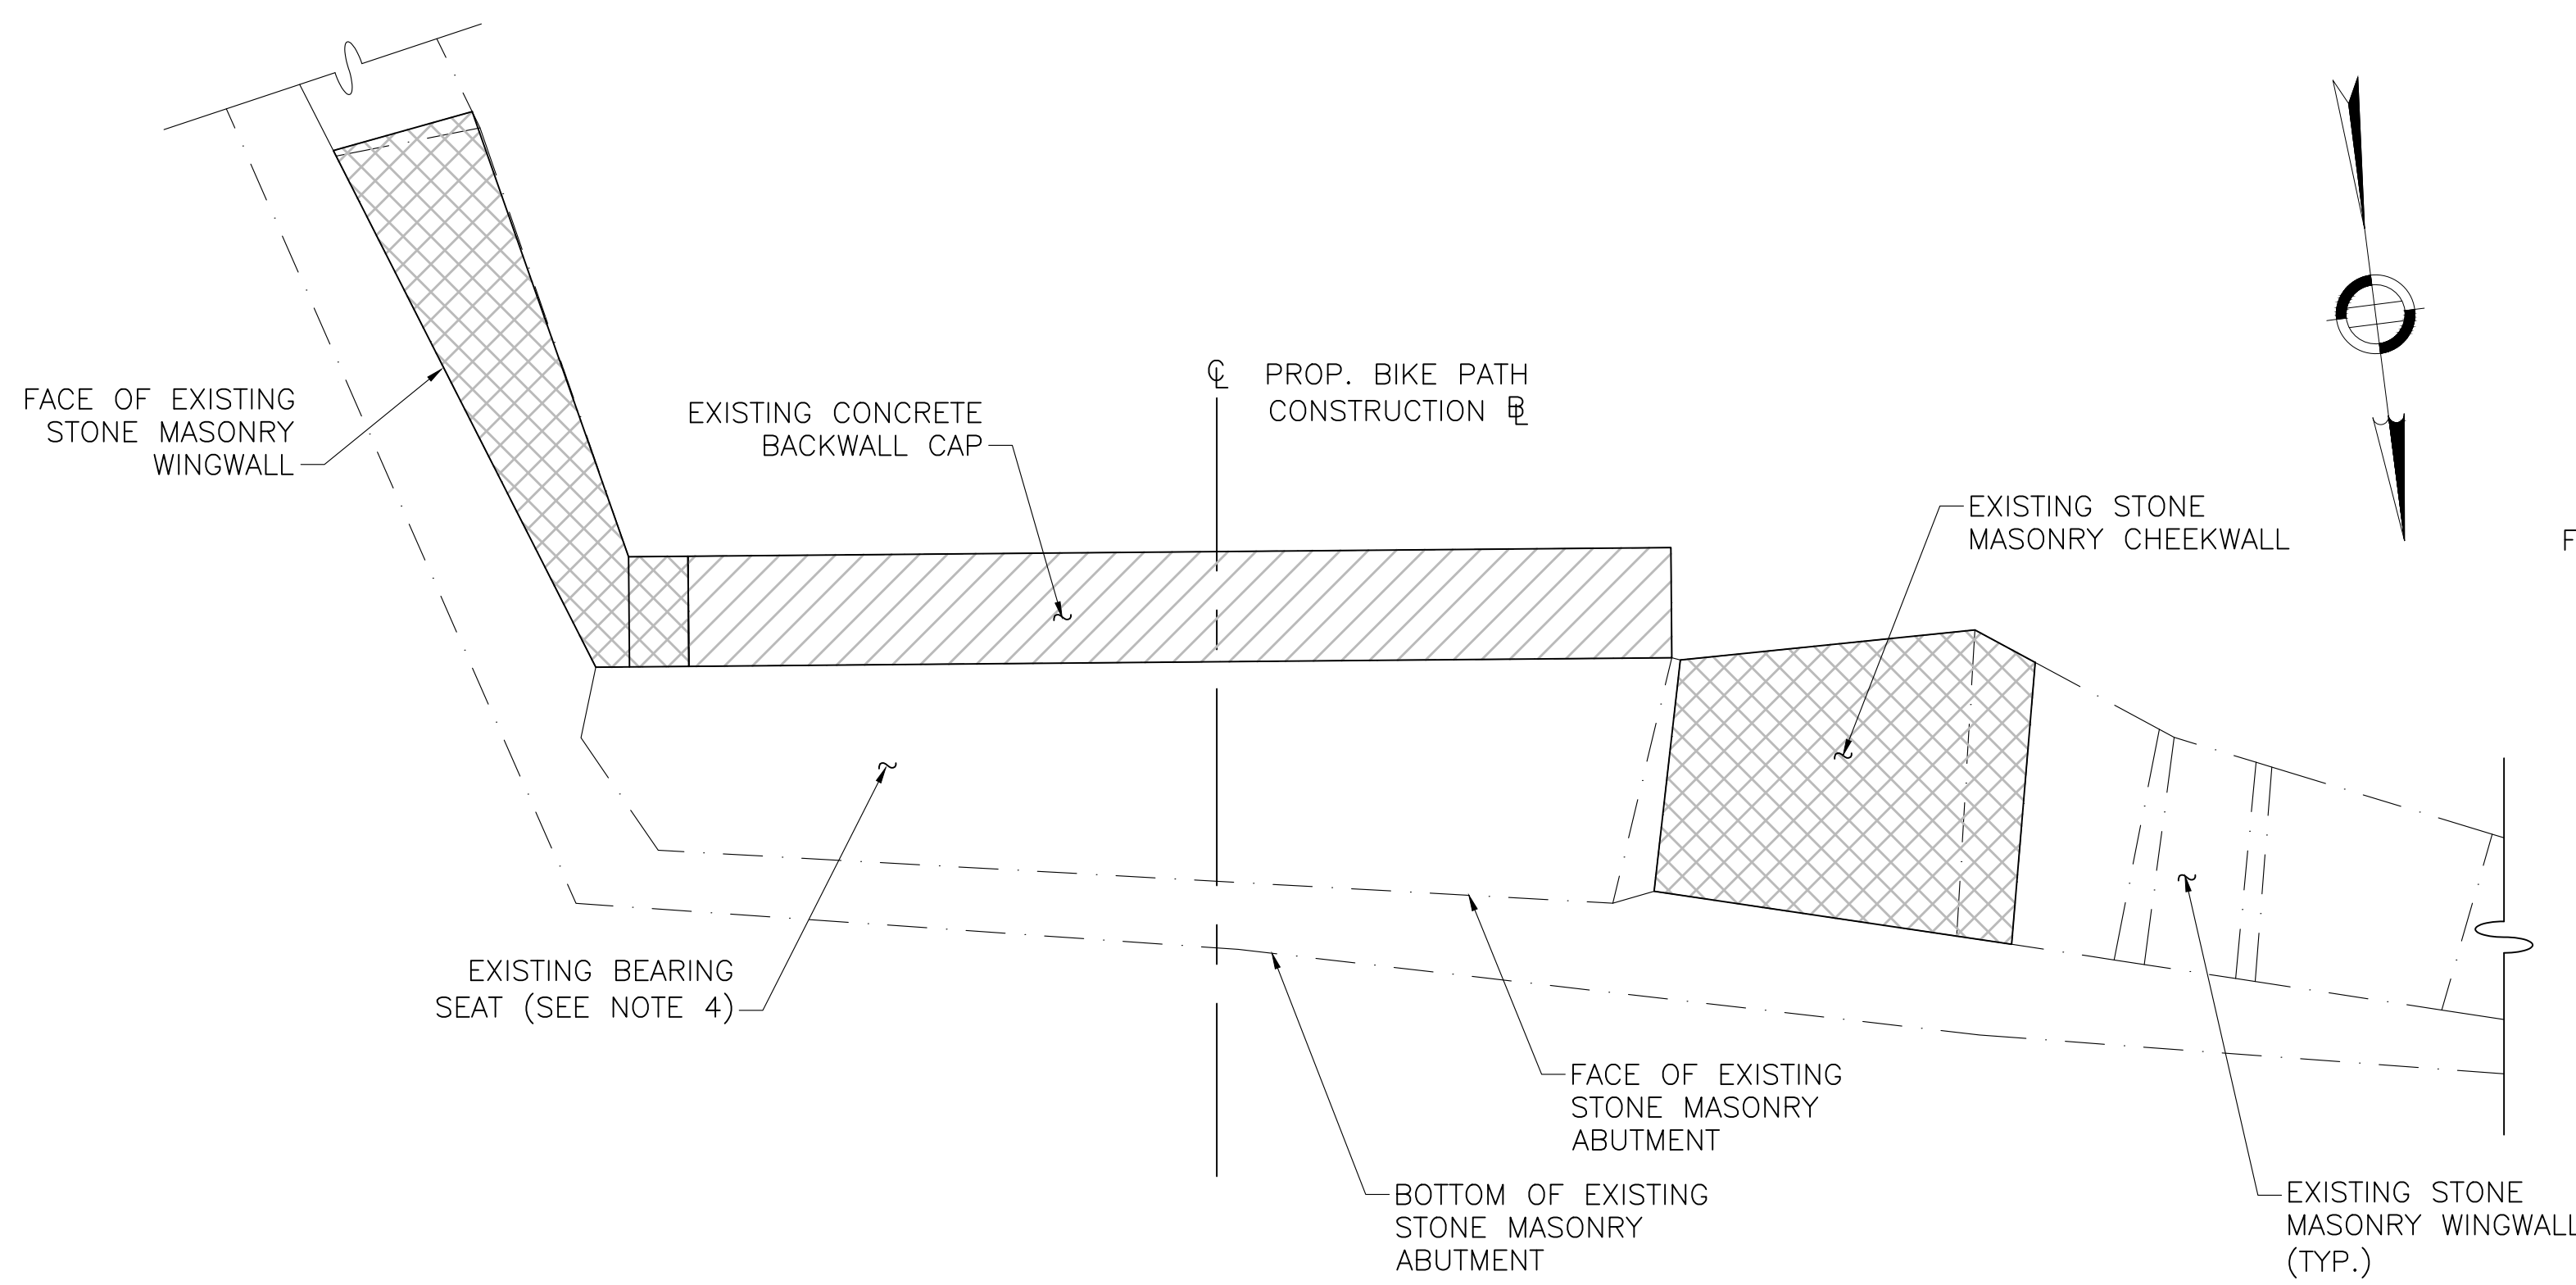 ℄ PROP. BIKE PATH
CONSTRUCTION ⅊
FACE OF EXISTING
STONE MASONRY
WINGWALL
EXISTING CONCRETE
BACKWALL CAP
EXISTING STONE
MASONRY CHEEKWALL
F
EXISTING BEARING
SEAT (SEE NOTE 4)
FACE OF EXISTING
STONE MASONRY
ABUTMENT
BOTTOM OF EXISTING
STONE MASONRY
ABUTMENT
EXISTING STONE
MASONRY WINGWALL
(TYP.)